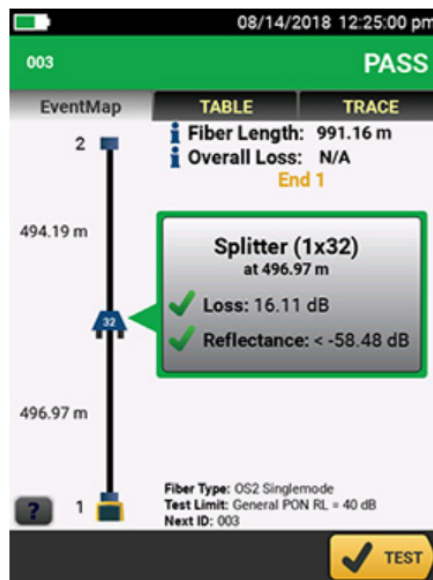 08/14/2018 12:25:00 pm
003
PASS
EventMap
TABLE
TRACE
2
i Fiber Length: 991.16 m
i Overall Loss: N/A
End 1
494.19 m
Splitter (1x32)
at 496.97 m
Loss: 16.11 dB
32
Reflectance: < -58.48 dB
496.97 m
Fiber Type: OS2 Singlemode
Test Limit: General PON RL = 40 dB
Next ID: 003
?
1
TEST